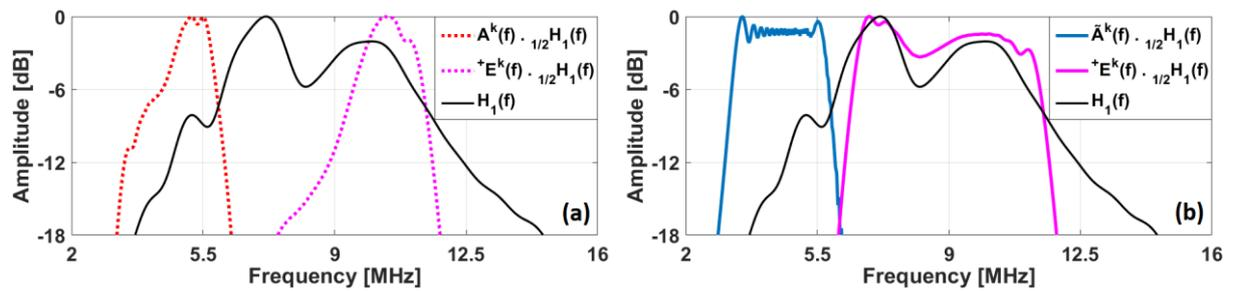 0
-6
-12
-18
Amplitude [dB]
A^k(f) . 1/2H1(f)
+E^k(f) . 1/2H1(f)
H1(f)
(a)
2 5.5 9 12.5 16
Frequency [MHz]
0
-6
-12
-18
Amplitude [dB]
Ã^k(f) . 1/2H1(f)
+E^k(f) . 1/2H1(f)
H1(f)
(b)
2 5.5 9 12.5 16
Frequency [MHz]